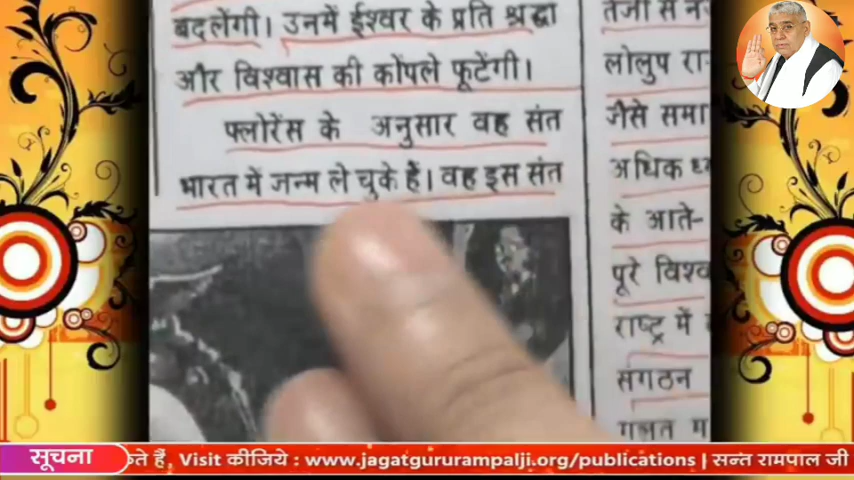 बदलेंगी। उनमें ईश्वर के प्रति श्रद्धा
और विश्वास की कोंपले फूटेंगी।
फ्लोरेंस के अनुसार वह संत
भारत में जन्म ले चुके हैं। वह इस संत
तेजी से
लोलुप
जैसे
अधिक
के आते-
पूरे
राष्ट्र में
संगठन
गलत
सूचना
हैं, Visit कीजिये : www.jagatgururampalji.org/publications | सन्त रामपाल जी